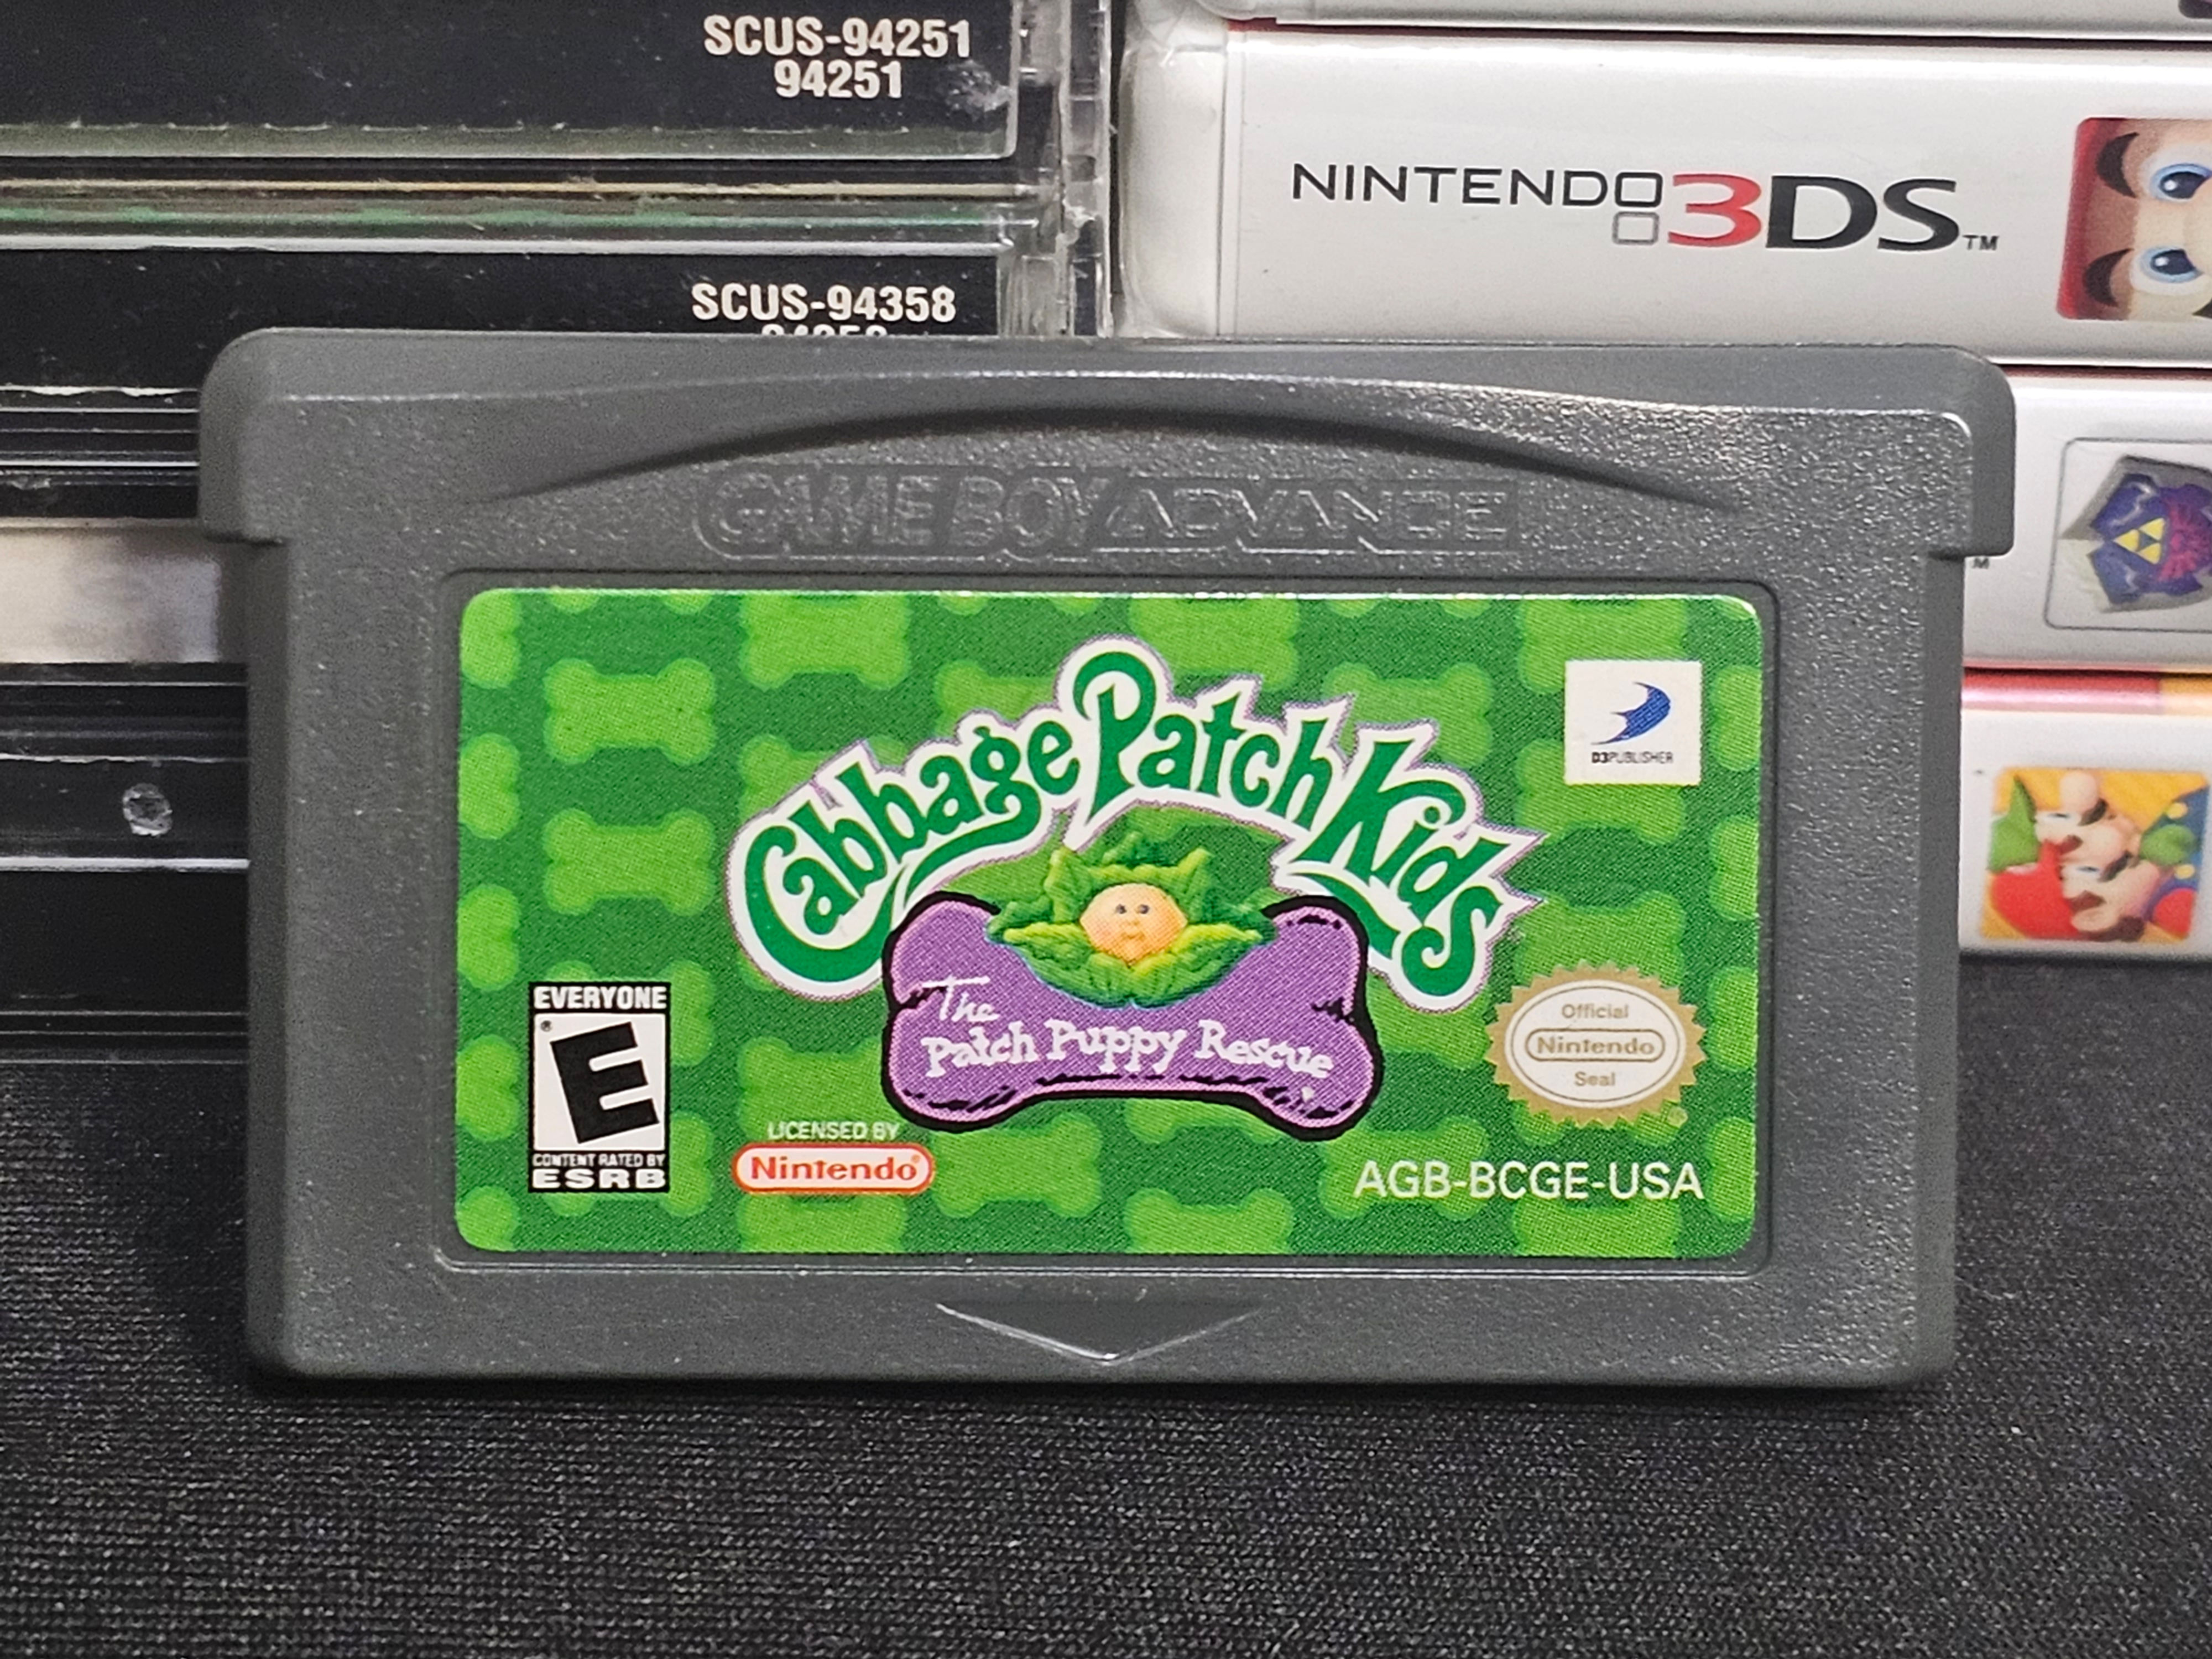 SCUS-94251
94251
SCUS-94358
NINTENDO 3DS™
GAME BOY ADVANCE
Cabbage Patch Kids
The
Patch Puppy Rescue
D3PUBLISHER
EVERYONE
E
CONTENT RATED BY
ESRB
LICENSED BY
Nintendo®
Official
Nintendo
Seal
AGB-BCGE-USA